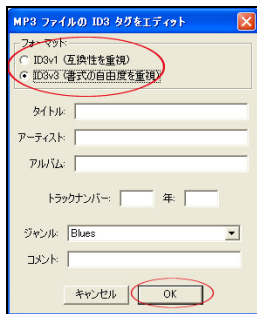 MP3 ファイルの ID3 タグをエディット
フォーマット:
ID3v1 (互換性を重視)
ID3v3 (書式の自由度を重視)
タイトル:
アーティスト:
アルバム:
トラックナンバー: 年:
ジャンル: Blues
コメント:
キャンセル OK